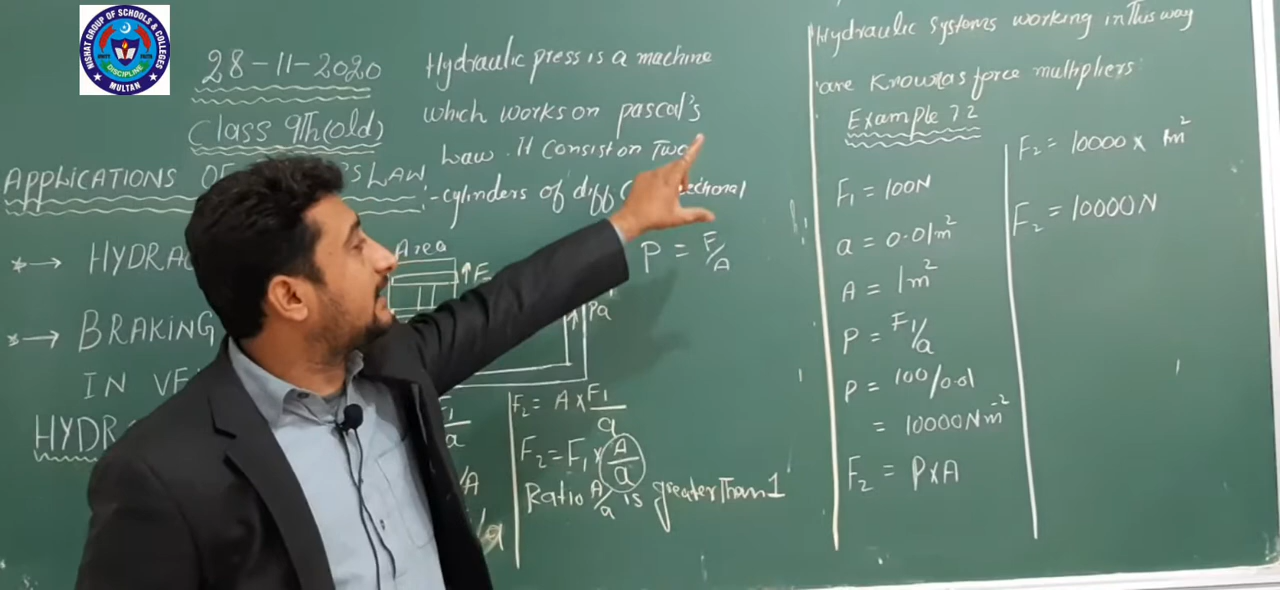 NISHAT GROUP OF SCHOOLS & COLLEGES
UNITY
FAITH
DISCIPLINE
MULTAN
28-11-2020
Class 9Th(old)
APPLICATIONS OF
'S LAW :-
HYDRA
BRAKING
IN VE
HYDR
Hydraulic press is a machine
which works on pascal's
Law. It Consist on Two
cylinders of diff
ectional
Area
↑F
Pa
P = F/A
F1/a
/A
F2 = A x F1/a
F2 = F1 x A/a
Ratio A/a is greater Than 1
Hydraulic systems working in This way
are Known as force multipliers
Example 7.2
F1 = 100N
a = 0.01m²
A = 1m²
P = F1/a
P = 100/0.01
= 10000Nm⁻²
F2 = P x A
F2 = 10000 x 1m²
F2 = 10000N